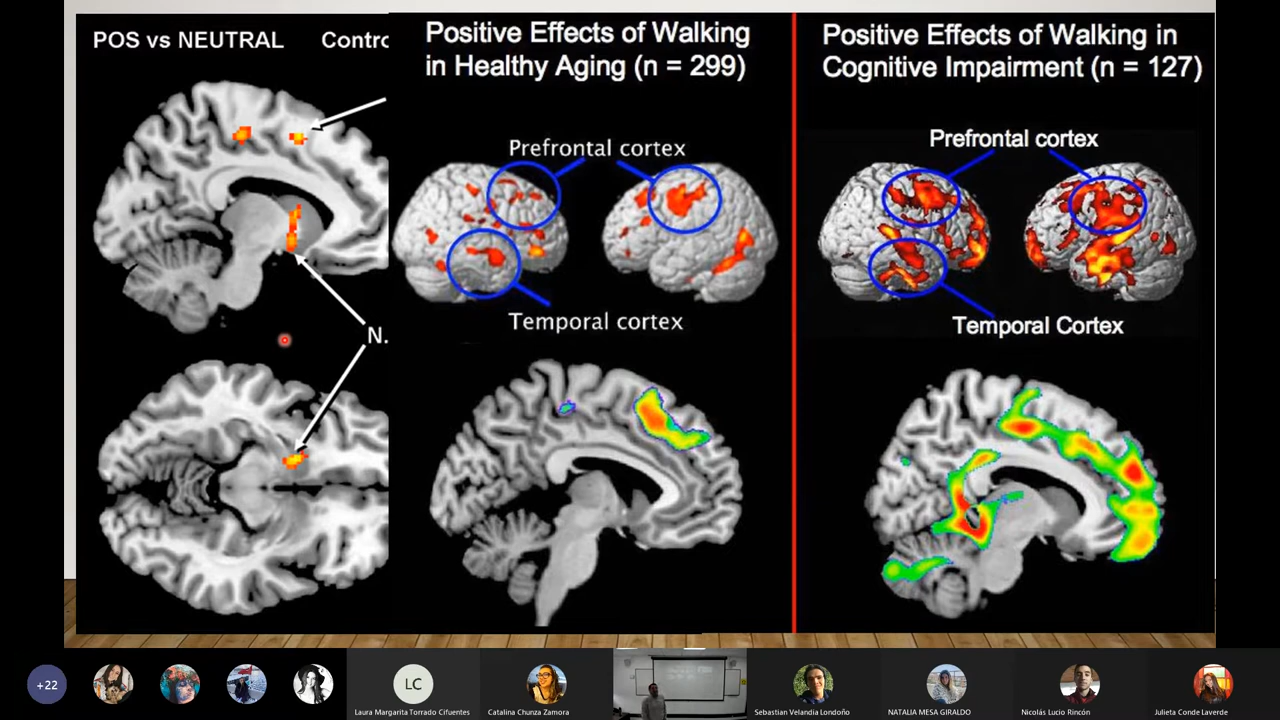 POS vs NEUTRAL
Contro
N.
Positive Effects of Walking
in Healthy Aging (n = 299)
Prefrontal cortex
Temporal cortex
Positive Effects of Walking in
Cognitive Impairment (n = 127)
Prefrontal cortex
Temporal Cortex
+22
LC
Laura Margarita Torrado Cifuentes
Catalina Chunza Zamora
Sebastian Velandia Londoño
NATALIA MESA GIRALDO
Nicolás Lucio Rincón
Julieta Conde Laverde